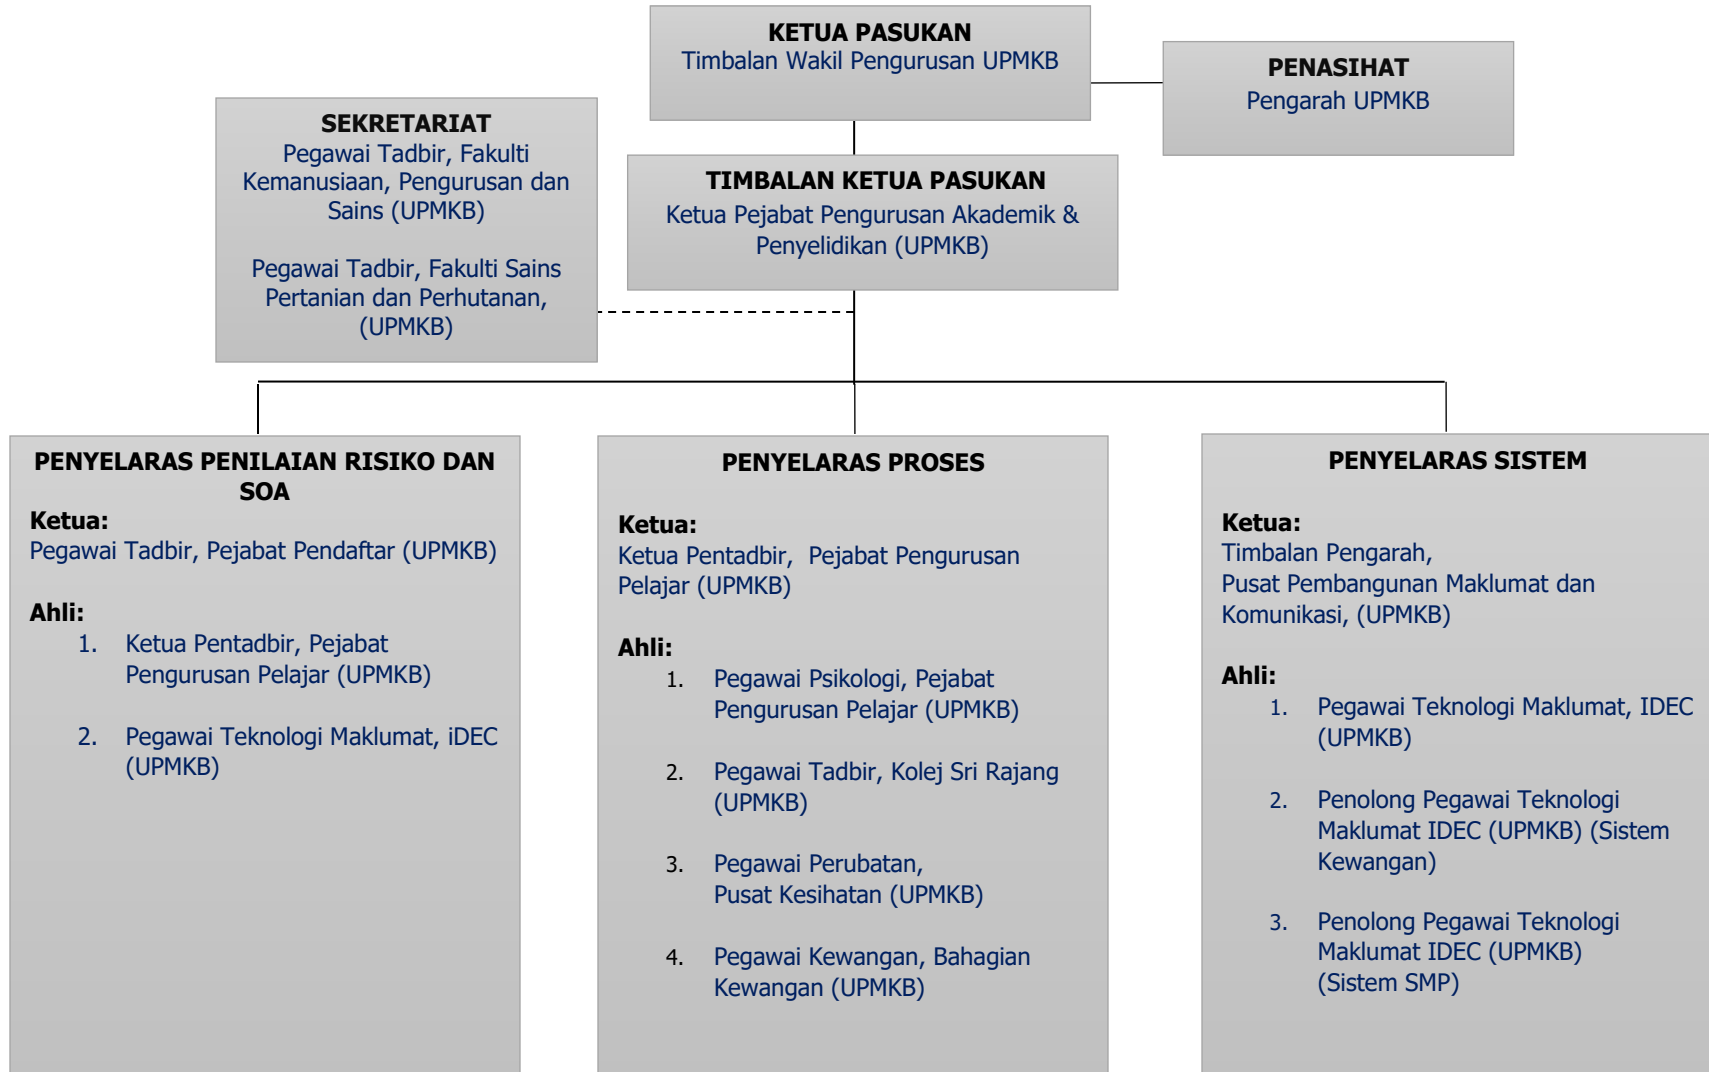 KETUA PASUKAN
Timbalan Wakil Pengurusan UPMKB
PENASIHAT
Pengarah UPMKB
SEKRETARIAT
Pegawai Tadbir, Fakulti
Kemanusiaan, Pengurusan dan
Sains (UPMKB)
Pegawai Tadbir, Fakulti Sains
Pertanian dan Perhutanan,
(UPMKB)
TIMBALAN KETUA PASUKAN
Ketua Pejabat Pengurusan Akademik &
Penyelidikan (UPMKB)
PENYELARAS PENILAIAN RISIKO DAN
SOA
Ketua:
Pegawai Tadbir, Pejabat Pendaftar (UPMKB)
Ahli:
1. Ketua Pentadbir, Pejabat
Pengurusan Pelajar (UPMKB)
2. Pegawai Teknologi Maklumat, iDEC
(UPMKB)
PENYELARAS PROSES
Ketua:
Ketua Pentadbir, Pejabat Pengurusan
Pelajar (UPMKB)
Ahli:
1. Pegawai Psikologi, Pejabat
Pengurusan Pelajar (UPMKB)
2. Pegawai Tadbir, Kolej Sri Rajang
(UPMKB)
3. Pegawai Perubatan,
Pusat Kesihatan (UPMKB)
4. Pegawai Kewangan, Bahagian
Kewangan (UPMKB)
PENYELARAS SISTEM
Ketua:
Timbalan Pengarah,
Pusat Pembangunan Maklumat dan
Komunikasi, (UPMKB)
Ahli:
1. Pegawai Teknologi Maklumat, IDEC
(UPMKB)
2. Penolong Pegawai Teknologi
Maklumat IDEC (UPMKB) (Sistem
Kewangan)
3. Penolong Pegawai Teknologi
Maklumat IDEC (UPMKB)
(Sistem SMP)